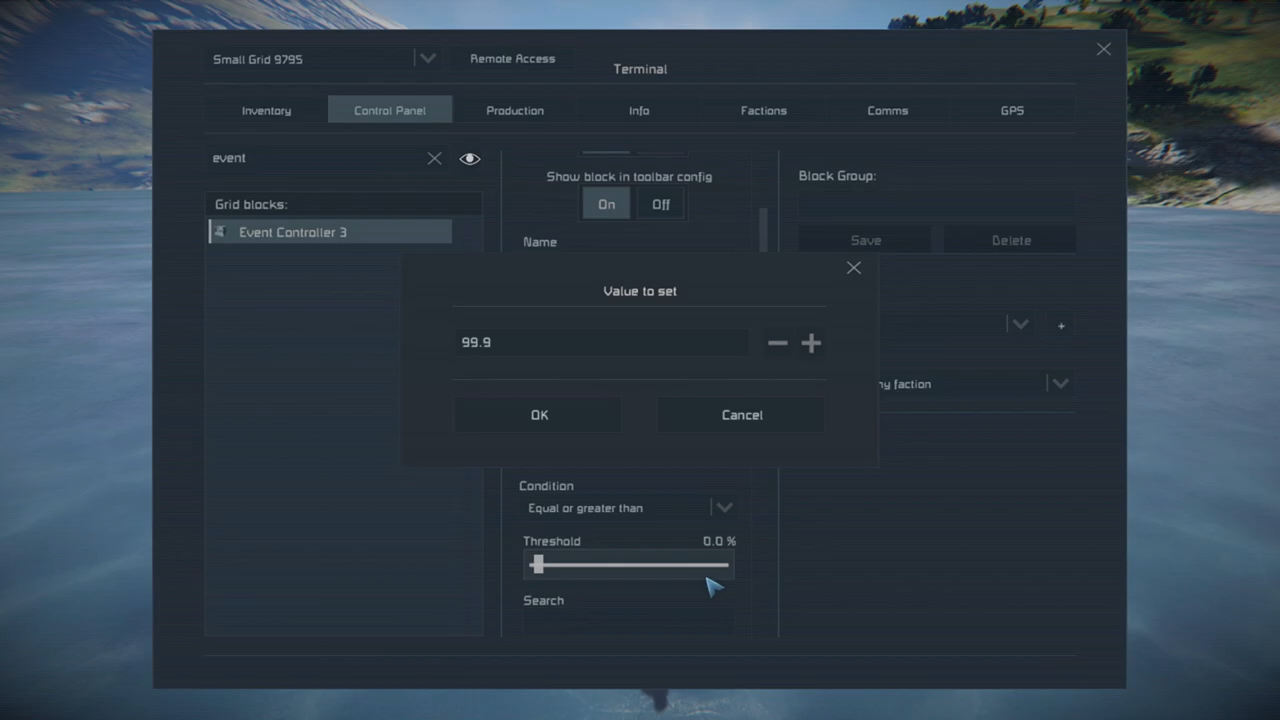 Small Grid 9795
Remote Access
Terminal
Inventory
Control Panel
Production
Info
Factions
Comms
GPS
event
Grid blocks:
Event Controller 3
Show block in toolbar config
On
Off
Name
Block Group:
Save
Delete
Value to set
99.9
OK
Cancel
+
ny faction
Condition
Equal or greater than
Threshold
0.0 %
Search